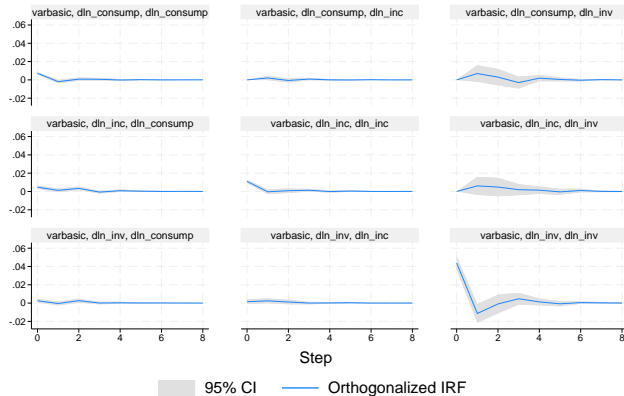 varbasic, dln_consump, dln_consump
varbasic, dln_consump, dln_inc
varbasic, dln_consump, dln_inv
.06
.04
.02
0
-.02
varbasic, dln_inc, dln_consump
varbasic, dln_inc, dln_inc
varbasic, dln_inc, dln_inv
.06
.04
.02
0
-.02
varbasic, dln_inv, dln_consump
varbasic, dln_inv, dln_inc
varbasic, dln_inv, dln_inv
.06
.04
.02
0
-.02
0 2 4 6 8
0 2 4 6 8
0 2 4 6 8
Step
95% CI
Orthogonalized IRF